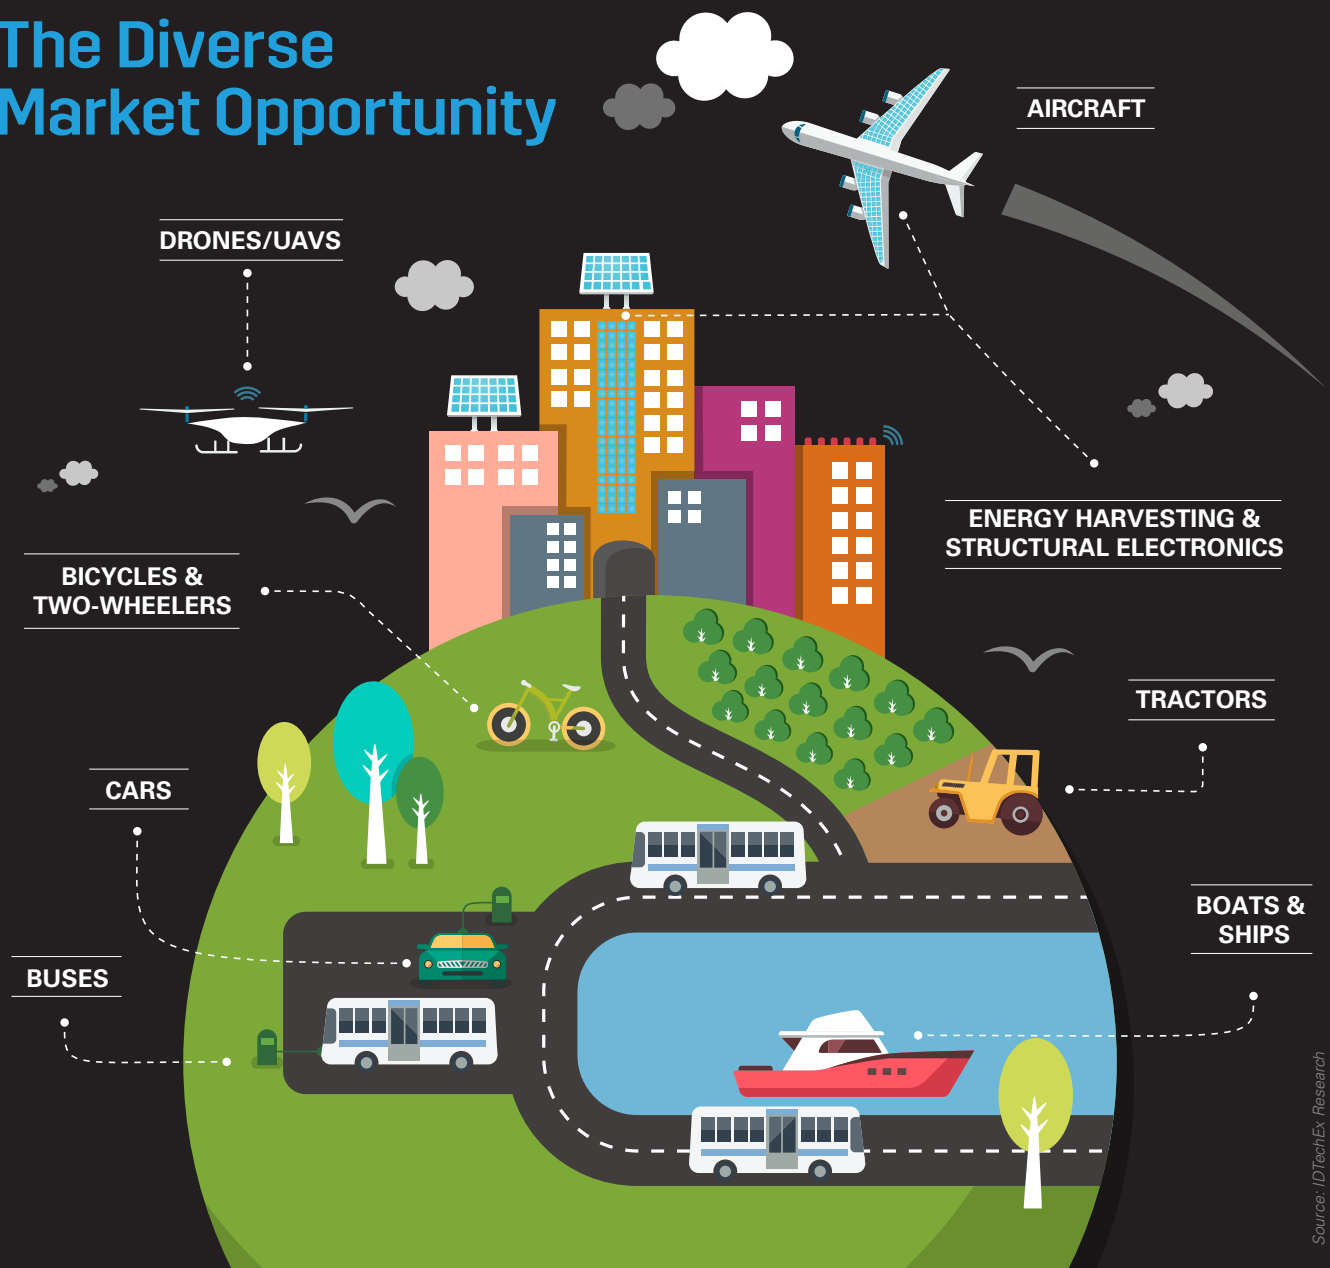 The Diverse
Market Opportunity
AIRCRAFT
DRONES/UAVS
ENERGY HARVESTING &
STRUCTURAL ELECTRONICS
BICYCLES &
TWO-WHEELERS
TRACTORS
CARS
BOATS &
SHIPS
BUSES
Source: IDTechEx Research